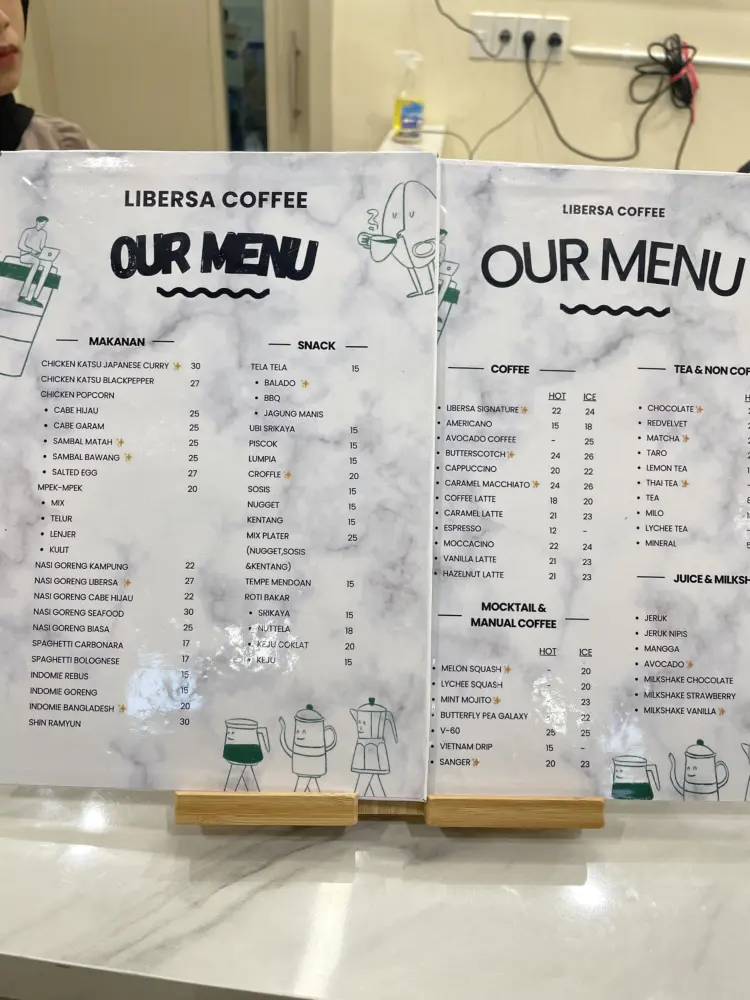 LIBERSA COFFEE
OUR MENU
MAKANAN
CHICKEN KATSU JAPANESE CURRY 30
CHICKEN KATSU BLACKPEPPER 27
CHICKEN POPCORN
• CABE HIJAU 25
• CABE GARAM 25
• SAMBAL MATAH 25
• SAMBAL BAWANG 25
• SALTED EGG 27
MPEK-MPEK 20
• MIX
• TELUR
• LENJER
• KULIT
NASI GORENG KAMPUNG 22
NASI GORENG LIBERSA 27
NASI GORENG CABE HIJAU 22
NASI GORENG SEAFOOD 30
NASI GORENG BIASA 25
SPAGHETTI CARBONARA 17
SPAGHETTI BOLOGNESE 17
INDOMIE REBUS 15
INDOMIE GORENG 15
INDOMIE BANGLADESH 20
SHIN RAMYUN 30
SNACK
TELA TELA 15
• BALADO
• BBQ
• JAGUNG MANIS
UBI SRIKAYA 15
PISCOK 15
LUMPIA 15
CROFFLE 20
SOSIS 15
NUGGET 15
KENTANG 15
MIX PLATER 25
(NUGGET,SOSIS
&KENTANG)
TEMPE MENDOAN 15
ROTI BAKAR
• SRIKAYA 15
• NUTTELA 18
• KEJU COKLAT 20
• KEJU 15
LIBERSA COFFEE
OUR MENU
COFFEE
HOT ICE
• LIBERSA SIGNATURE 22 24
• AMERICANO 15 18
• AVOCADO COFFEE - 25
• BUTTERSCOTCH 24 26
• CAPPUCCINO 20 22
• CARAMEL MACCHIATO 24 26
• COFFEE LATTE 18 20
• CARAMEL LATTE 21 23
• ESPRESSO 12 -
• MOCCACINO 22 24
• VANILLA LATTE 21 23
• HAZELNUT LATTE 21 23
MOCKTAIL &
MANUAL COFFEE
HOT ICE
• MELON SQUASH - 20
• LYCHEE SQUASH - 20
• MINT MOJITO 23
• BUTTERFLY PEA GALAXY - 22
• V-60 25 25
• VIETNAM DRIP 15 -
• SANGER 20 23
TEA & NON
• CHOCOLATE
• REDVELVET
• MATCHA
• TARO
• LEMON TEA
• THAI TEA
• TEA
• MILO
• LYCHEE TEA
• MINERAL
JUICE &
• JERUK
• JERUK NIPIS
• MANGGA
• AVOCADO
• MILKSHAKE CHOCOLATE
• MILKSHAKE STRAWBERRY
• MILKSHAKE VANILLA